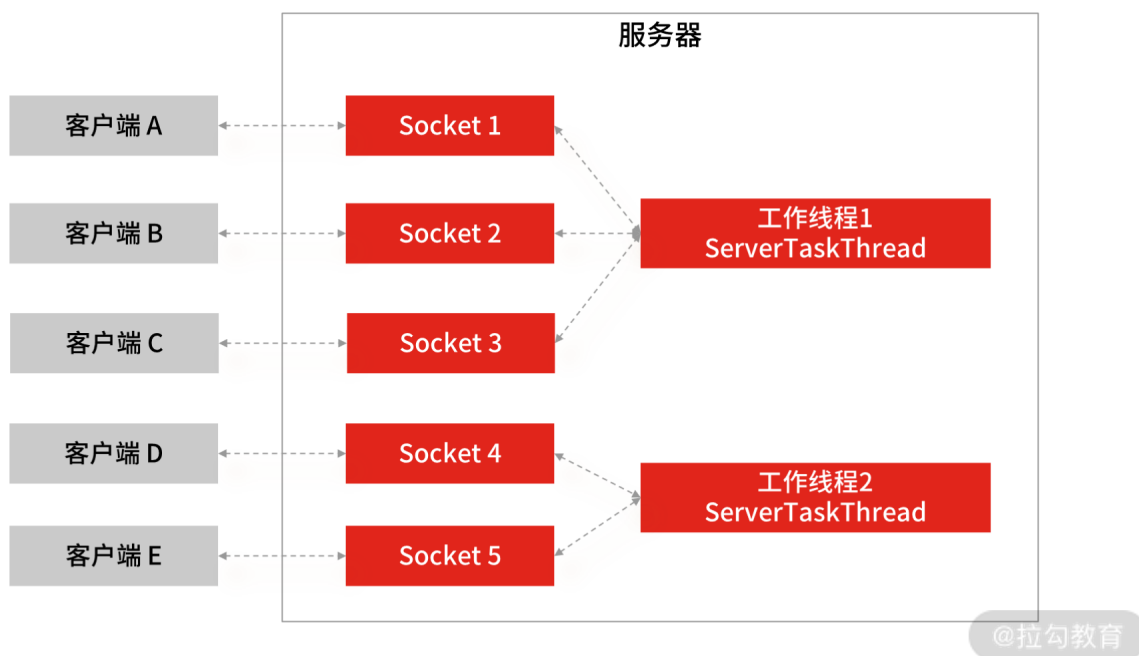 服务器
客户端 A
Socket 1
客户端 B
Socket 2
工作线程1
ServerTaskThread
客户端 C
Socket 3
客户端 D
Socket 4
工作线程2
ServerTaskThread
客户端 E
Socket 5
@拉勾教育